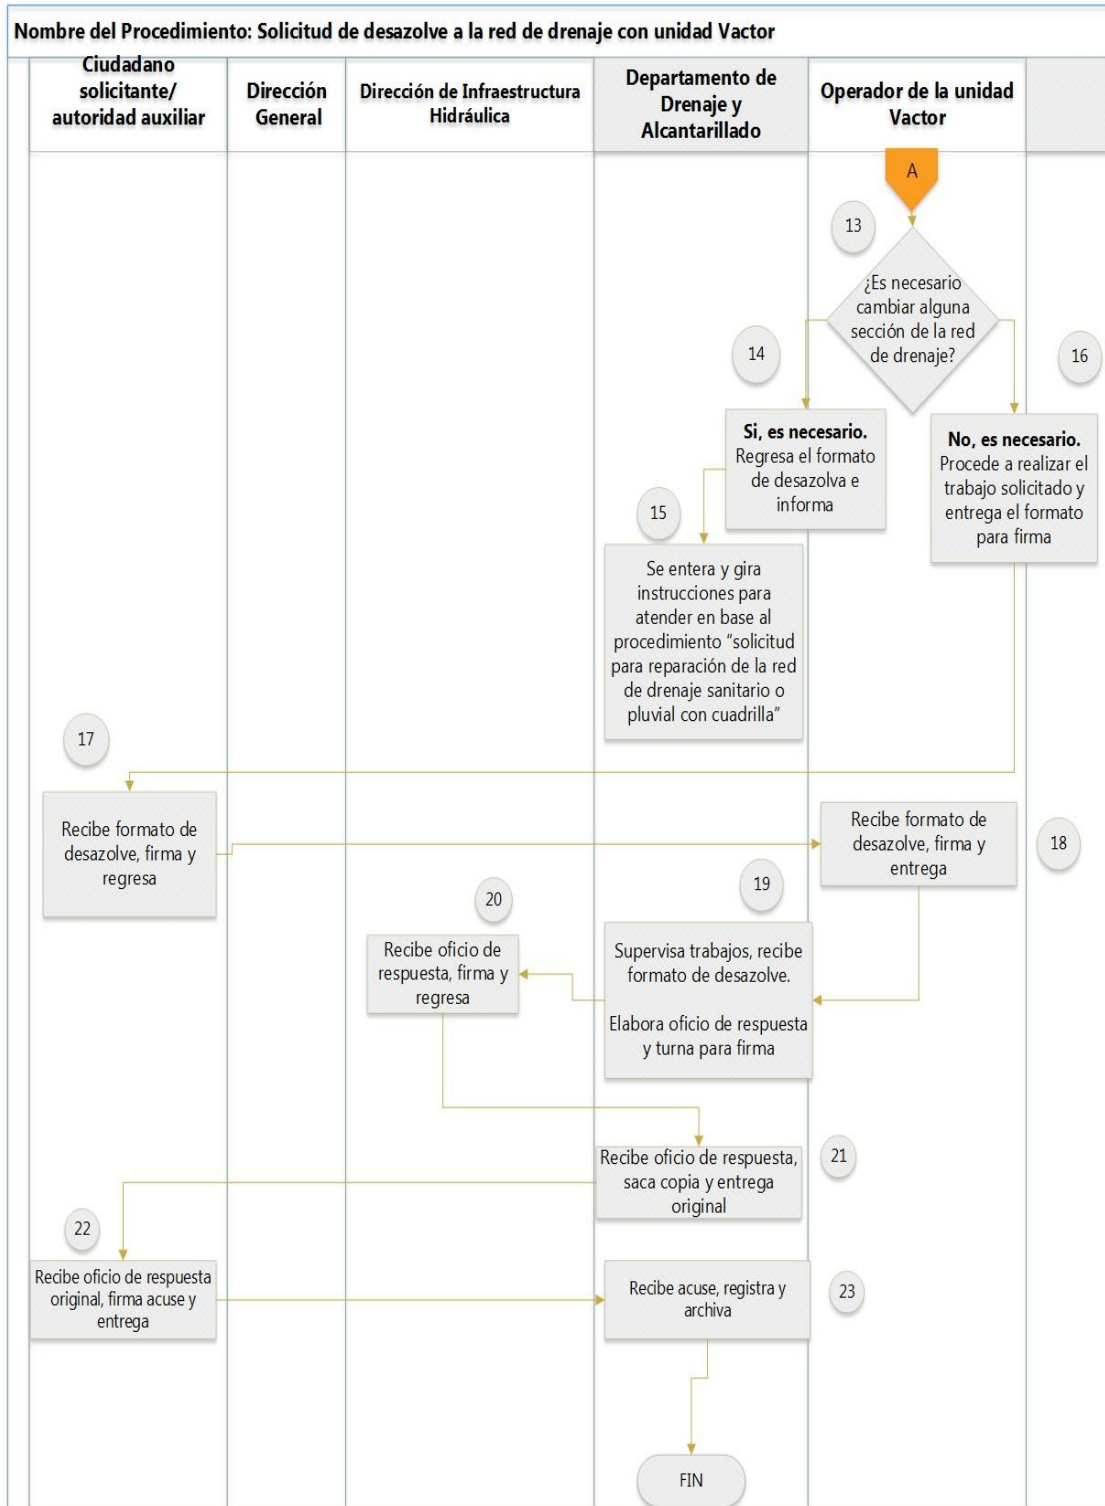 Nombre del Procedimiento: Solicitud de desazolve a la red de drenaje con unidad Vactor
Ciudadano
solicitante/
autoridad auxiliar
Dirección
General
Dirección de Infraestructura
Hidráulica
Departamento de
Drenaje y
Alcantarillado
Operador de la unidad
Vactor
A
13
¿Es necesario
cambiar alguna
sección de la red
de drenaje?
14
16
Si, es necesario.
Regresa el formato
de desazolva e
informa
No, es necesario.
Procede a realizar el
trabajo solicitado y
entrega el formato
para firma
15
Se entera y gira
instrucciones para
atender en base al
procedimiento “solicitud
para reparación de la red
de drenaje sanitario o
pluvial con cuadrilla”
17
Recibe formato de
desazolve, firma y
regresa
Recibe formato de
desazolve, firma y
entrega
18
19
20
Supervisa trabajos, recibe
formato de desazolve.
Elabora oficio de respuesta
y turna para firma
Recibe oficio de
respuesta, firma y
regresa
Recibe oficio de respuesta,
saca copia y entrega
original
21
22
Recibe oficio de respuesta
original, firma acuse y
entrega
Recibe acuse, registra y
archiva
23
FIN